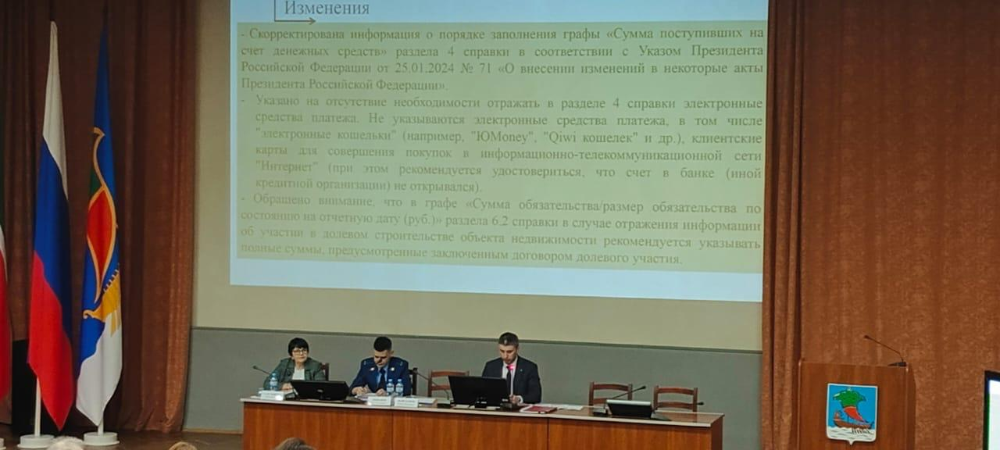 Изменения
- Скорректирована информация о порядке заполнения графы «Сумма поступивших на
счет денежных средств» раздела 4 справки в соответствии с Указом Президента
Российской Федерации от 25.01.2024 № 71 «О внесении изменений в некоторые акты
Президента Российской Федерации».
- Указано на отсутствие необходимости отражать в разделе 4 справки электронные
средства платежа. Не указываются электронные средства платежа, в том числе
"электронные кошельки" (например, "ЮMoney", "Qiwi кошелек" и др.), клиентские
карты для совершения покупок в информационно-телекоммуникационной сети
"Интернет" (при этом рекомендуется удостовериться, что счет в банке (иной
кредитной организации) не открывался).
- Обращено внимание, что в графе «Сумма обязательства/размер обязательства по
состоянию на отчетную дату (руб.)» раздела 6.2 справки в случае отражения информации
об участии в долевом строительстве объекта недвижимости рекомендуется указывать
полные суммы, предусмотренные заключенным договором долевого участия.